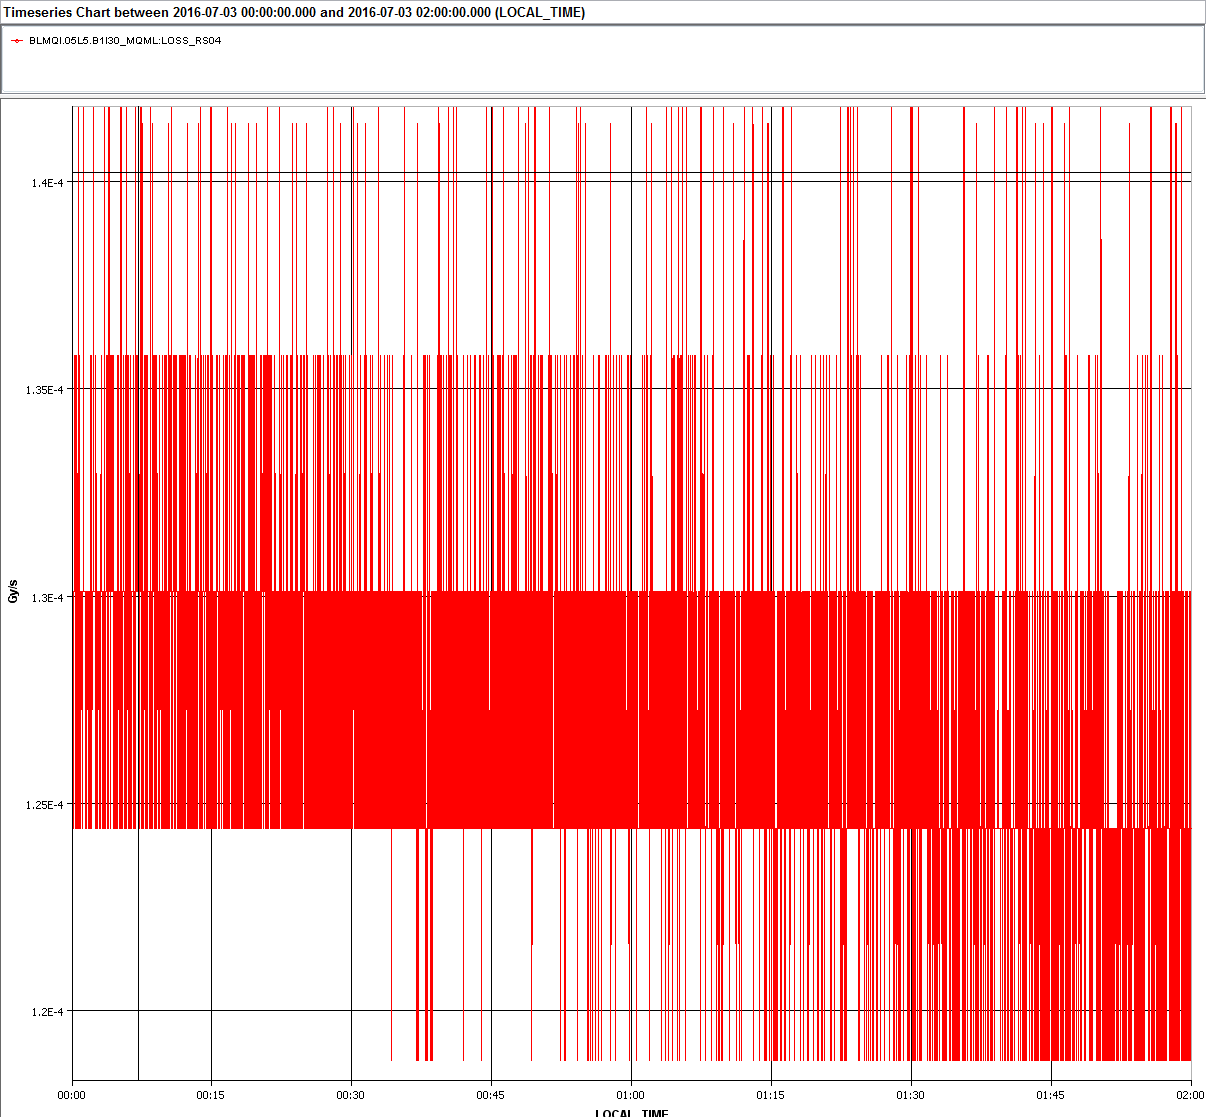 Timeseries Chart between 2016-07-03 00:00:00.000 and 2016-07-03 02:00:00.000 (LOCAL_TIME)
BLMQI.05L5.B1I30_MQML:LOSS_RS04
1.4E-4
1.35E-4
1.3E-4
Gy/s
1.25E-4
1.2E-4
00:00 00:15 00:30 00:45 01:00 01:15 01:30 01:45 02:00
LOCAL_TIME